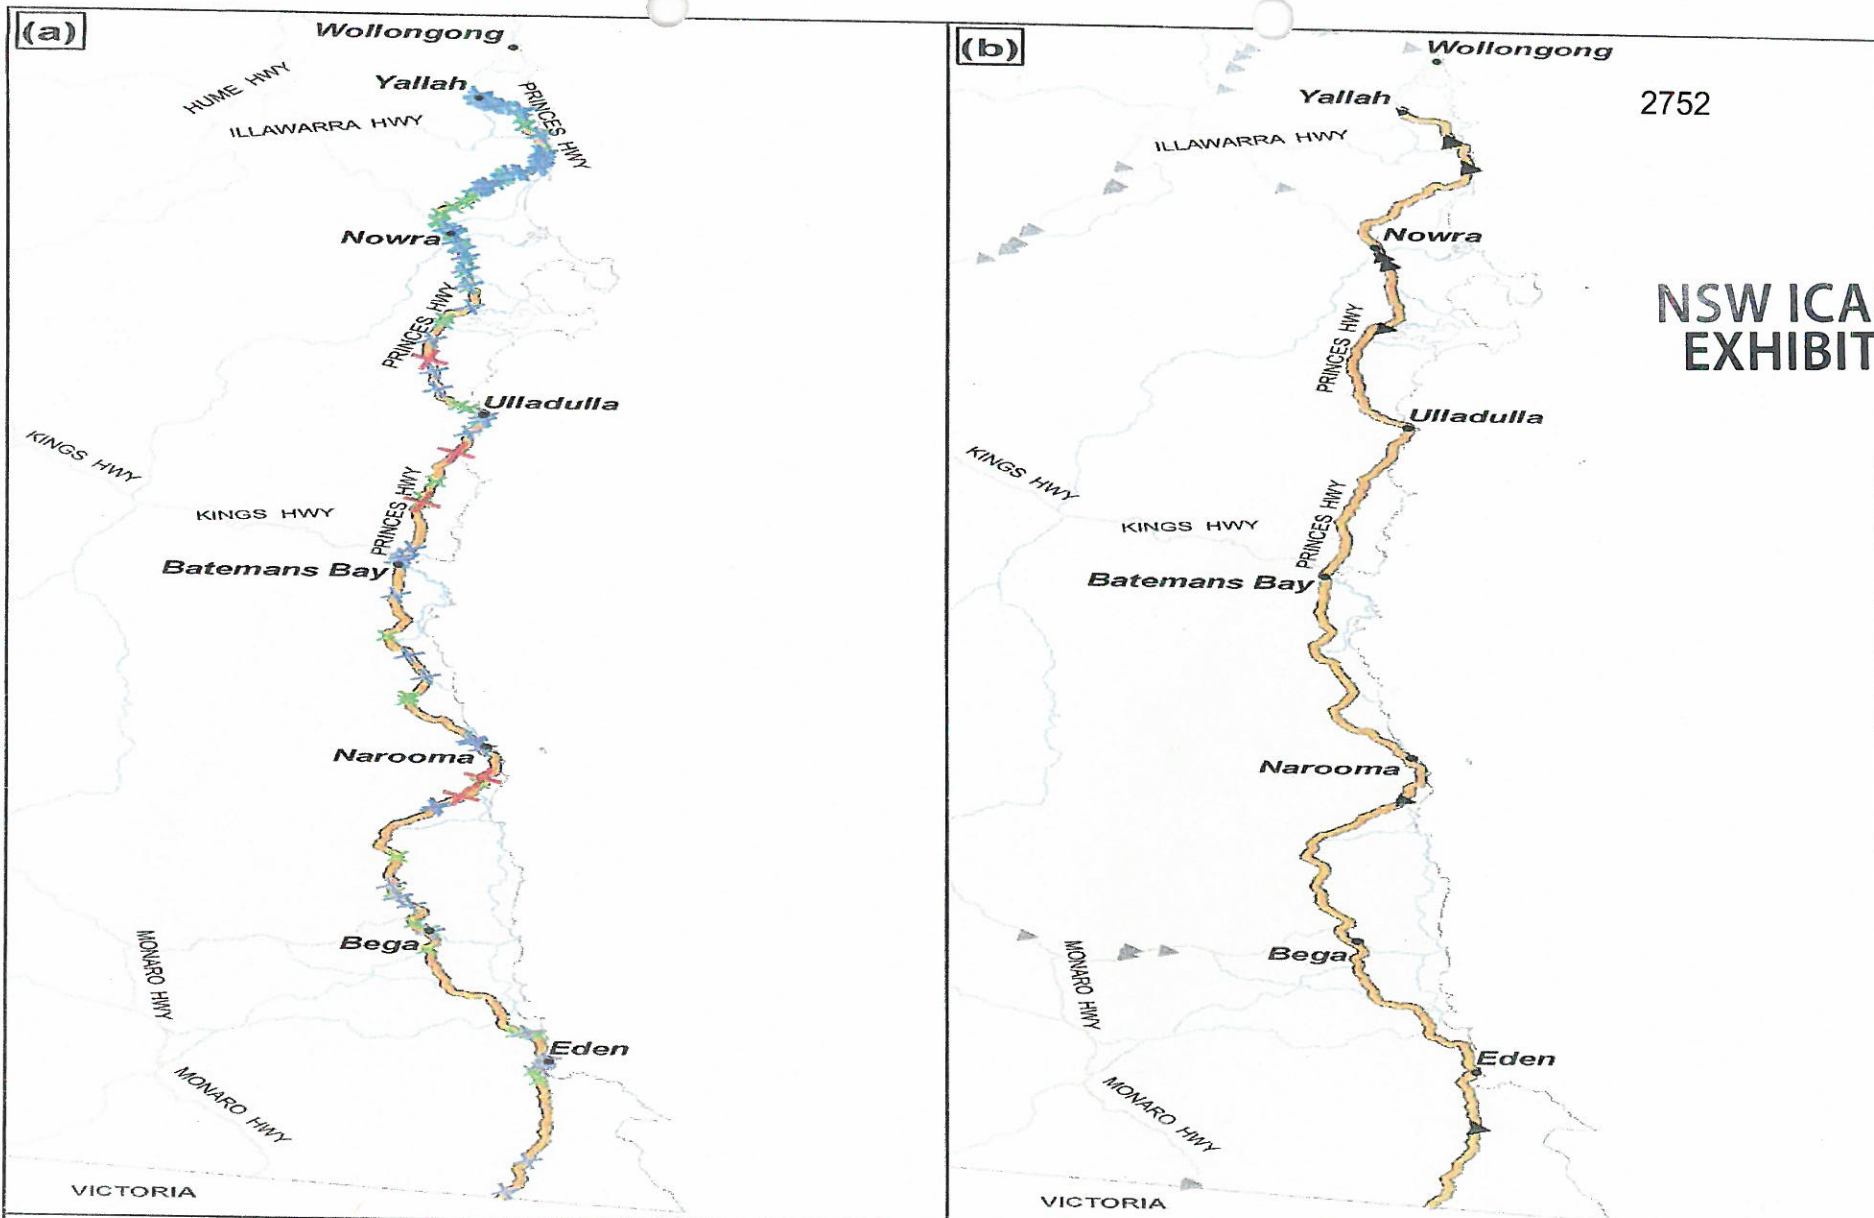 (a)
Wollongong
Yallah
HUME HWY
PRINCES HWY
ILLAWARRA HWY
Nowra
PRINCES HWY
Ulladulla
KINGS HWY
PRINCES HWY
KINGS HWY
Batemans Bay
Narooma
Bega
MONARO HWY
Eden
MONARO HWY
VICTORIA
(b)
Wollongong
Yallah
2752
ILLAWARRA HWY
Nowra
NSW ICA
EXHIBIT
PRINCES HWY
Ulladulla
KINGS HWY
PRINCES HWY
KINGS HWY
Batemans Bay
Narooma
Bega
MONARO HWY
Eden
MONARO HWY
VICTORIA